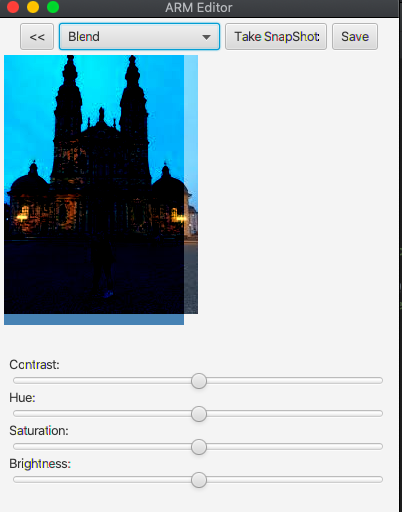 ARM Editor
<< Blend Take SnapShot: Save
Contrast:
Hue:
Saturation:
Brightness: